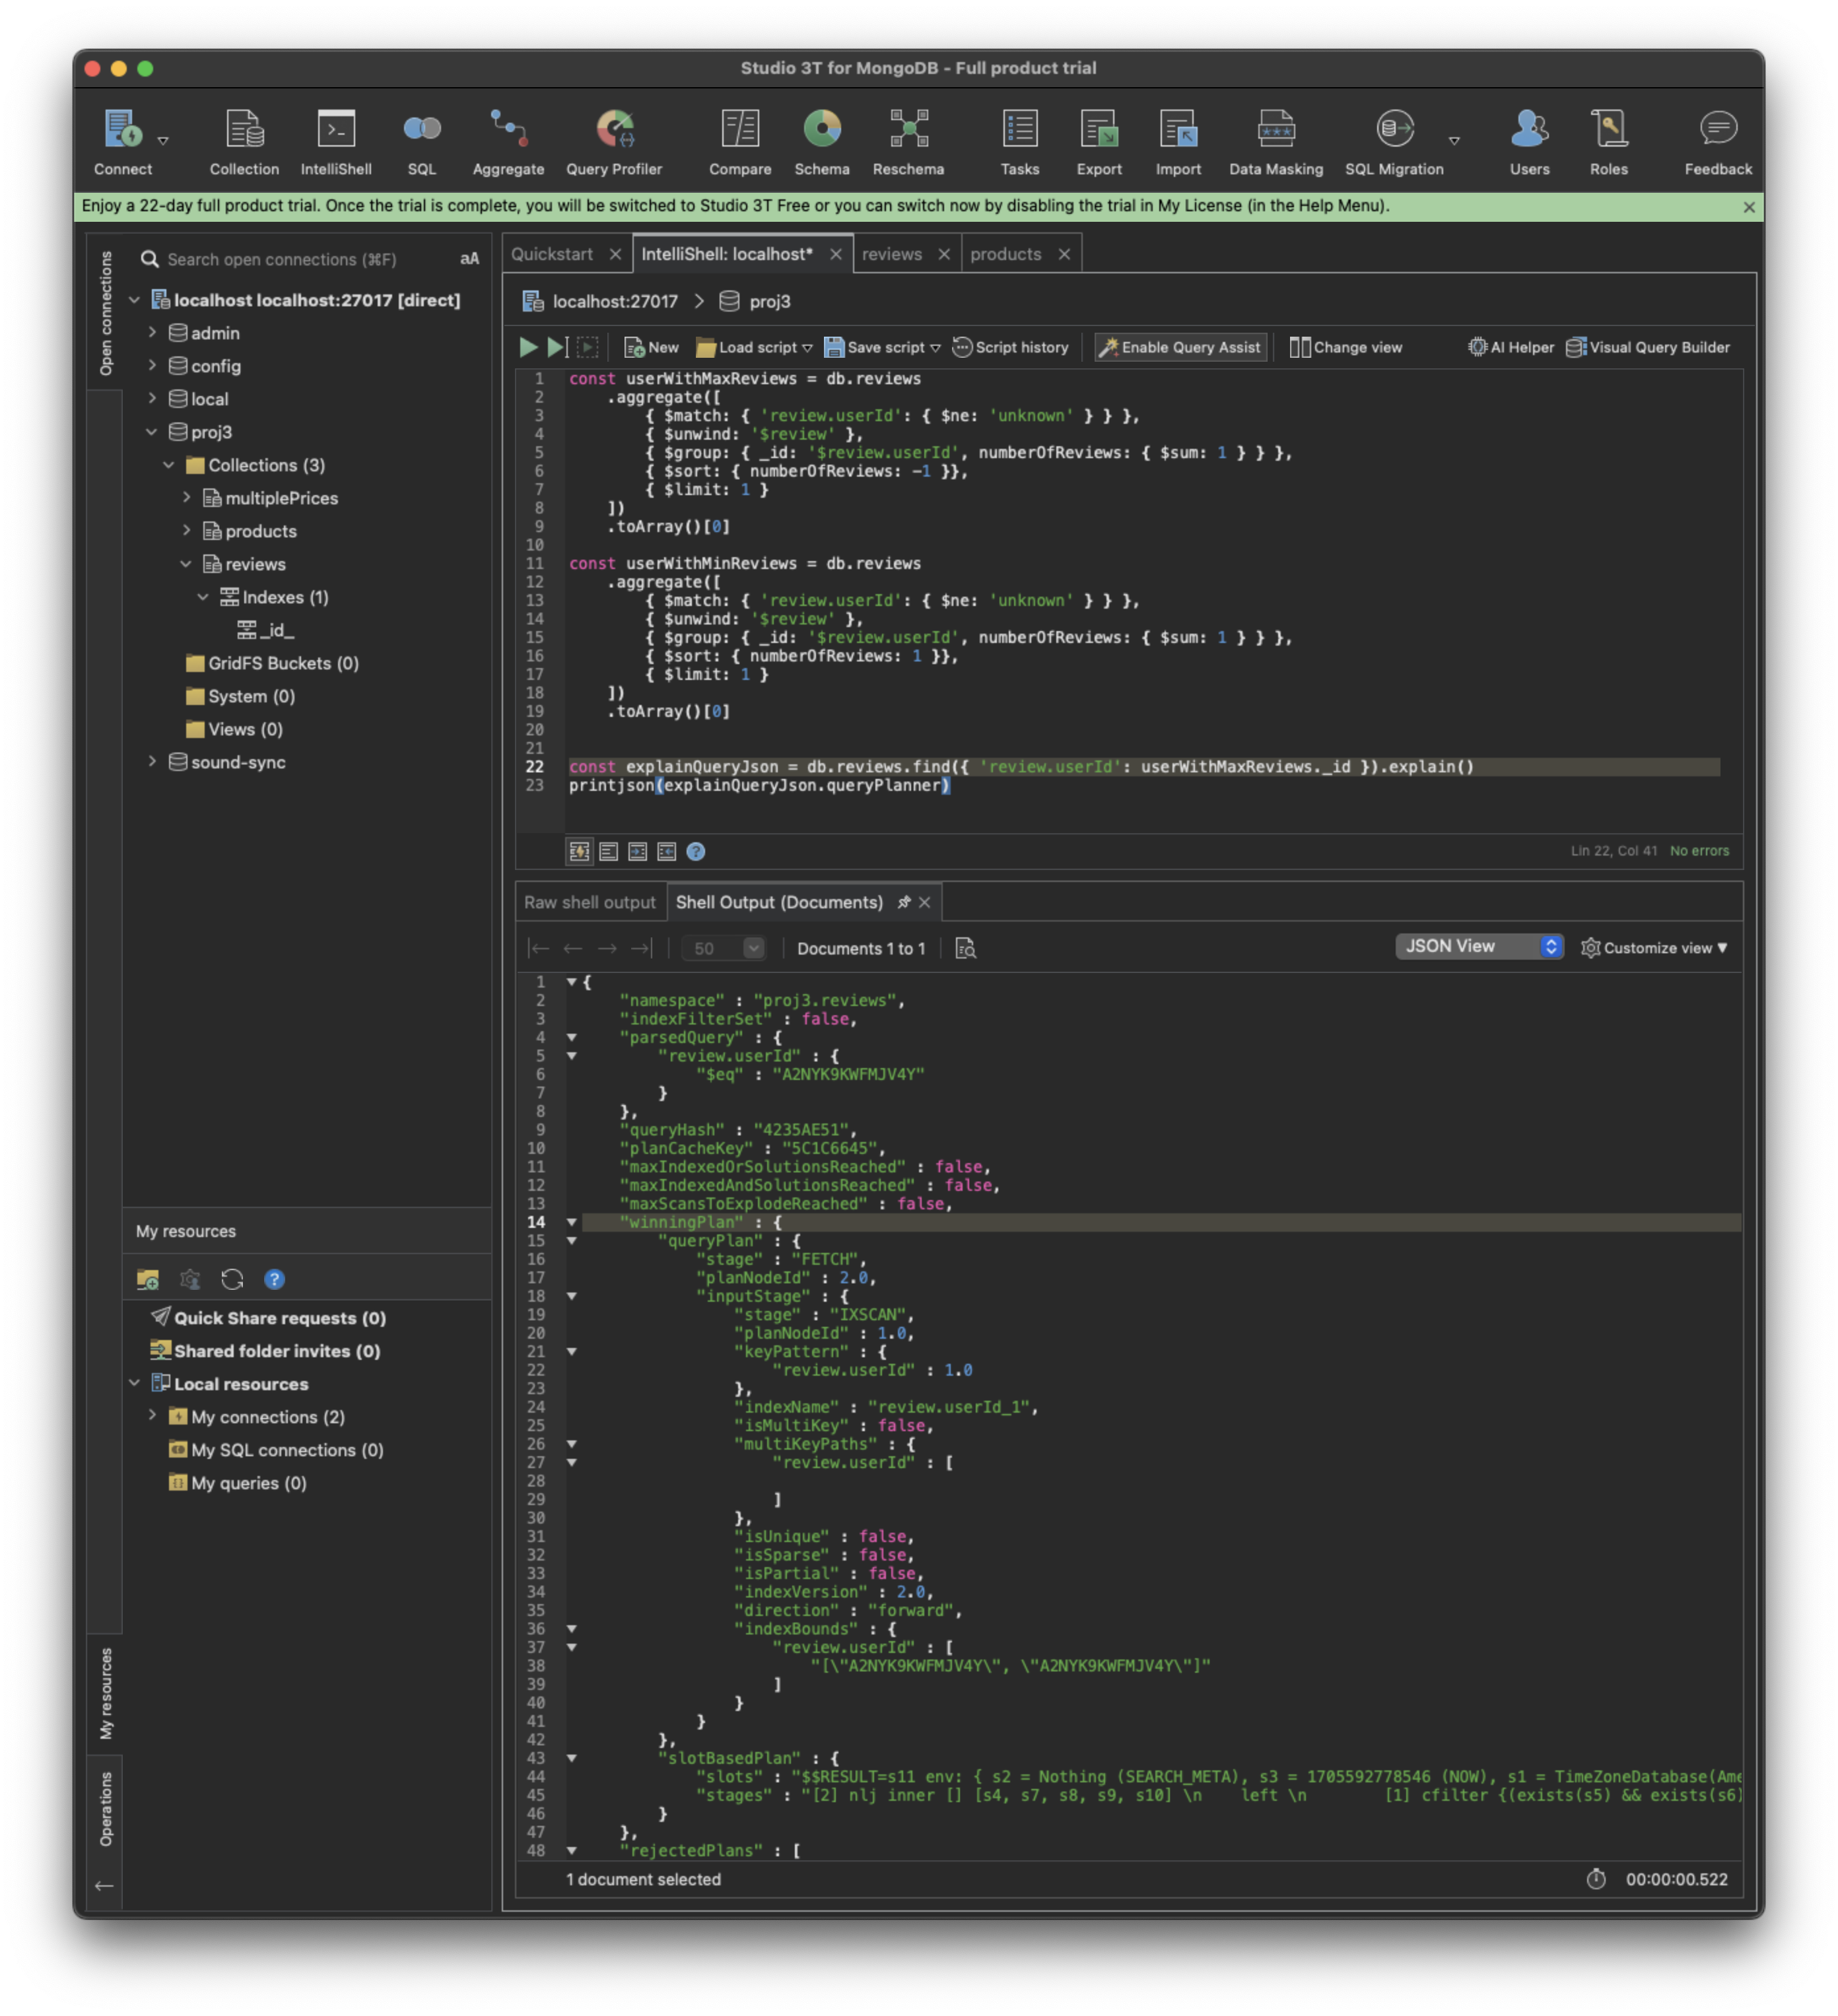 Studio 3T for MongoDB - Full product trial
Connect Collection IntelliShell SQL Aggregate Query Profiler Compare Schema Reschema Tasks Export Import Data Masking SQL Migration Users Roles Feedback
Enjoy a 22-day full product trial. Once the trial is complete, you will be switched to Studio 3T Free or you can switch now by disabling the trial in My License (in the Help Menu).
Open connections
Search open connections (⌘F) aA
localhost localhost:27017 [direct]
admin
config
local
proj3
Collections (3)
multiplePrices
products
reviews
Indexes (1)
_id_
GridFS Buckets (0)
System (0)
Views (0)
sound-sync
My resources
My resources
Quick Share requests (0)
Shared folder invites (0)
Local resources
My connections (2)
My SQL connections (0)
My queries (0)
Operations
Quickstart IntelliShell: localhost* reviews products
localhost:27017 > proj3
New Load script Save script Script history Enable Query Assist Change view AI Helper Visual Query Builder
1 const userWithMaxReviews = db.reviews
2 .aggregate([
3 { $match: { 'review.userId': { $ne: 'unknown' } } },
4 { $unwind: '$review' },
5 { $group: { _id: '$review.userId', numberOfReviews: { $sum: 1 } } },
6 { $sort: { numberOfReviews: -1 }},
7 { $limit: 1 }
8 ])
9 .toArray()[0]
10
11 const userWithMinReviews = db.reviews
12 .aggregate([
13 { $match: { 'review.userId': { $ne: 'unknown' } } },
14 { $unwind: '$review' },
15 { $group: { _id: '$review.userId', numberOfReviews: { $sum: 1 } } },
16 { $sort: { numberOfReviews: 1 }},
17 { $limit: 1 }
18 ])
19 .toArray()[0]
20
21
22 const explainQueryJson = db.reviews.find({ 'review.userId': userWithMaxReviews._id }).explain()
23 printjson(explainQueryJson.queryPlanner)
Lin 22, Col 41 No errors
Raw shell output Shell Output (Documents)
50 Documents 1 to 1 JSON View Customize view
1 {
2 "namespace" : "proj3.reviews",
3 "indexFilterSet" : false,
4 "parsedQuery" : {
5 "review.userId" : {
6 "$eq" : "A2NYK9KWFMJV4Y"
7 }
8 },
9 "queryHash" : "4235AE51",
10 "planCacheKey" : "5C1C6645",
11 "maxIndexedOrSolutionsReached" : false,
12 "maxIndexedAndSolutionsReached" : false,
13 "maxScansToExplodeReached" : false,
14 "winningPlan" : {
15 "queryPlan" : {
16 "stage" : "FETCH",
17 "planNodeId" : 2.0,
18 "inputStage" : {
19 "stage" : "IXSCAN",
20 "planNodeId" : 1.0,
21 "keyPattern" : {
22 "review.userId" : 1.0
23 },
24 "indexName" : "review.userId_1",
25 "isMultiKey" : false,
26 "multiKeyPaths" : {
27 "review.userId" : [
28
29 ]
30 },
31 "isUnique" : false,
32 "isSparse" : false,
33 "isPartial" : false,
34 "indexVersion" : 2.0,
35 "direction" : "forward",
36 "indexBounds" : {
37 "review.userId" : [
38 "[\"A2NYK9KWFMJV4Y\", \"A2NYK9KWFMJV4Y\"]"
39 ]
40 }
41 }
42 },
43 "slotBasedPlan" : {
44 "slots" : "$$RESULT=s11 env: { s2 = Nothing (SEARCH_META), s3 = 1705592778546 (NOW), s1 = TimeZoneDatabase(Ame
45 "stages" : "[2] nlj inner [] [s4, s7, s8, s9, s10] \n left \n [1] cfilter {(exists(s5) && exists(s6)
46 }
47 },
48 "rejectedPlans" : [
1 document selected 00:00:00.522